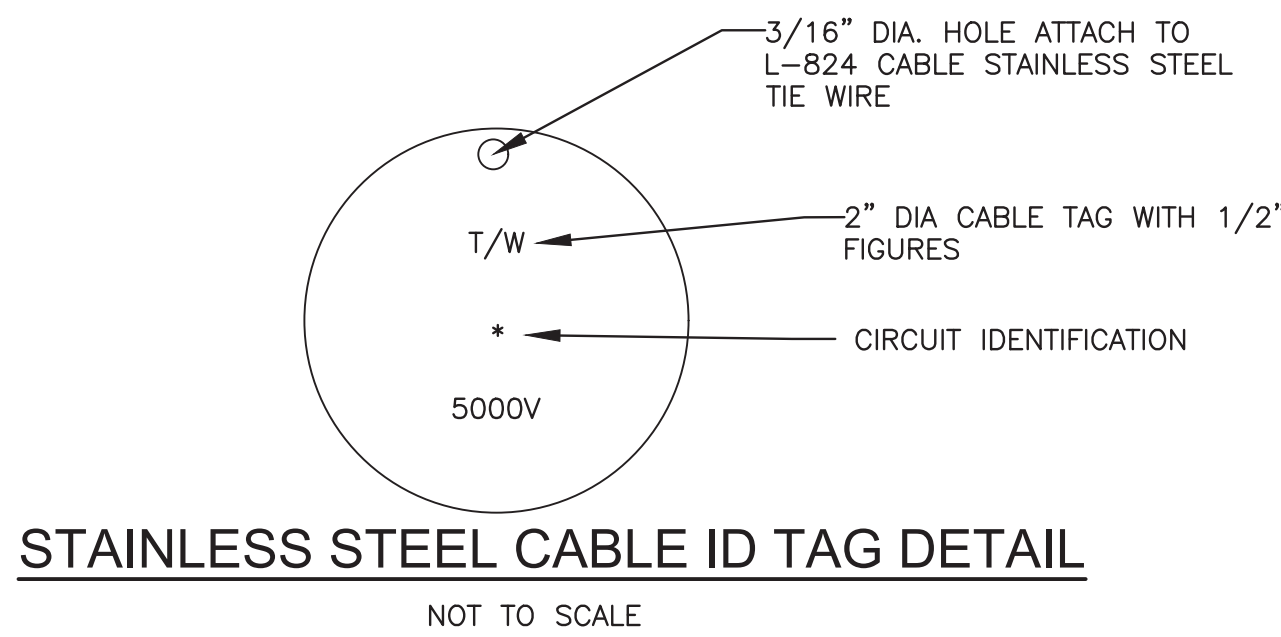 3/16” DIA. HOLE ATTACH TO
L-824 CABLE STAINLESS STEEL
TIE WIRE
T/W
2” DIA CABLE TAG WITH 1/2”
FIGURES
*
CIRCUIT IDENTIFICATION
5000V
STAINLESS STEEL CABLE ID TAG DETAIL
NOT TO SCALE